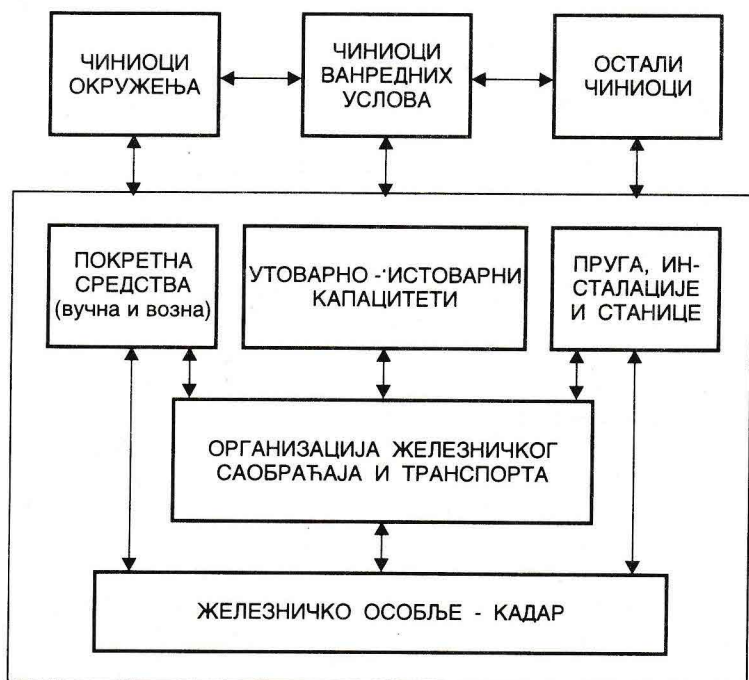 ЧИНИОЦИ
ОКРУЖЕЊА
ЧИНИОЦИ
ВАНРЕДНИХ
УСЛОВА
ОСТАЛИ
ЧИНИОЦИ
ПОКРЕТНА
СРЕДСТВА
(вучна и возна)
УТОВАРНО - ИСТОВАРНИ
КАПАЦИТЕТИ
ПРУГА, ИН-
СТАЛАЦИЈЕ
И СТАНИЦЕ
ОРГАНИЗАЦИЈА ЖЕЛЕЗНИЧКОГ
САОБРАЋАЈА И ТРАНСПОРТА
ЖЕЛЕЗНИЧКО ОСОБЉЕ - КАДАР